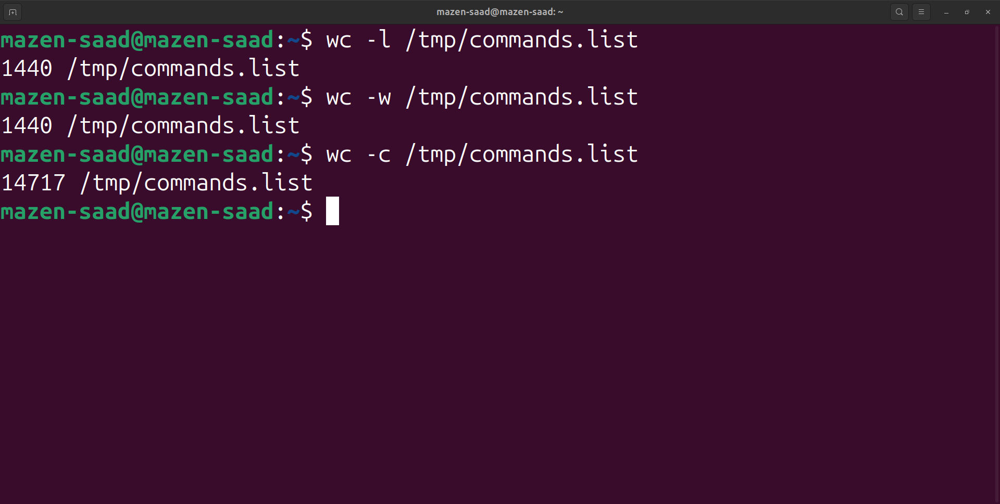 mazen-saad@mazen-saad: ~
mazen-saad@mazen-saad:~$ wc -l /tmp/commands.list
1440 /tmp/commands.list
mazen-saad@mazen-saad:~$ wc -w /tmp/commands.list
1440 /tmp/commands.list
mazen-saad@mazen-saad:~$ wc -c /tmp/commands.list
14717 /tmp/commands.list
mazen-saad@mazen-saad:~$